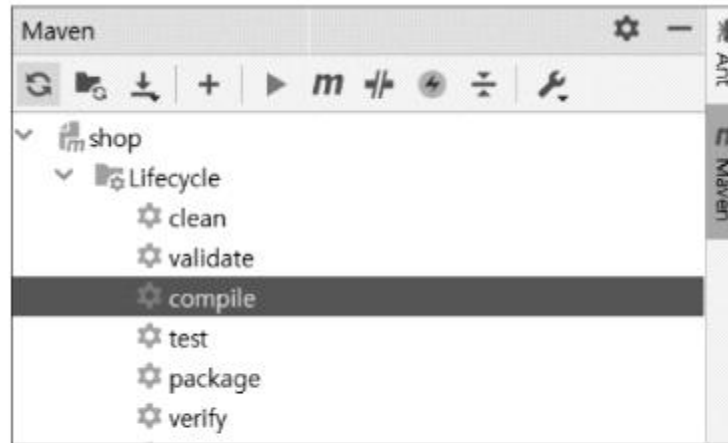 Maven
m
shop
Lifecycle
clean
validate
compile
test
package
verify
Ant
Maven